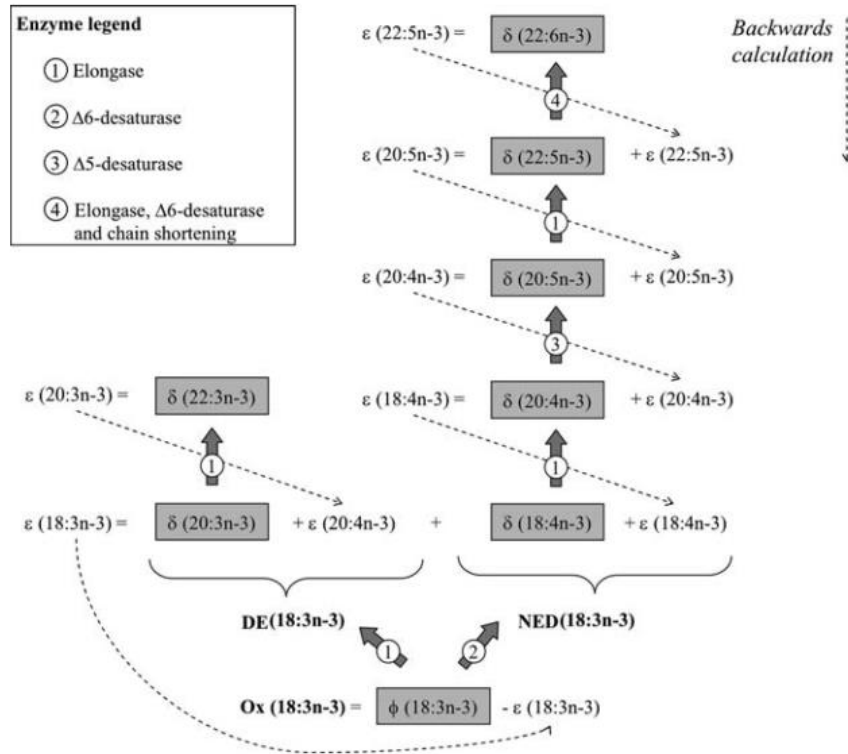 Enzyme legend
① Elongase
② Δ6-desaturase
③ Δ5-desaturase
④ Elongase, Δ6-desaturase
and chain shortening
Backwards
calculation
ε (22:5n-3) = δ (22:6n-3)
④
ε (20:5n-3) = δ (22:5n-3) + ε (22:5n-3)
①
ε (20:4n-3) = δ (20:5n-3) + ε (20:5n-3)
③
ε (20:3n-3) = δ (22:3n-3)
ε (18:4n-3) = δ (20:4n-3) + ε (20:4n-3)
① ①
ε (18:3n-3) = δ (20:3n-3) + ε (20:4n-3) + δ (18:4n-3) + ε (18:4n-3)
DE(18:3n-3) NED(18:3n-3)
① ②
Ox (18:3n-3) = ϕ (18:3n-3) - ε (18:3n-3)